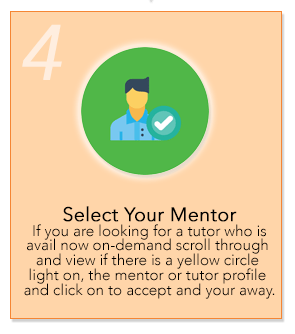 4
Select Your Mentor
If you are looking for a tutor who is
avail now on-demand scroll through
and view if there is a yellow circle
light on, the mentor or tutor profile
and click on to accept and your away.